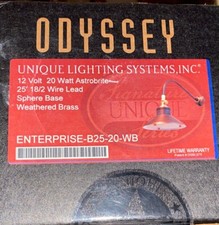 ODYSSEY
UNIQUE LIGHTING SYSTEMS, INC.®
12 Volt 20 Watt Astrobrite
25' 18/2 Wire Lead
Sphere Base
Weathered Brass
UNIQUE
ENTERPRISE-B25-20-WB
LIFETIME WARRANTY